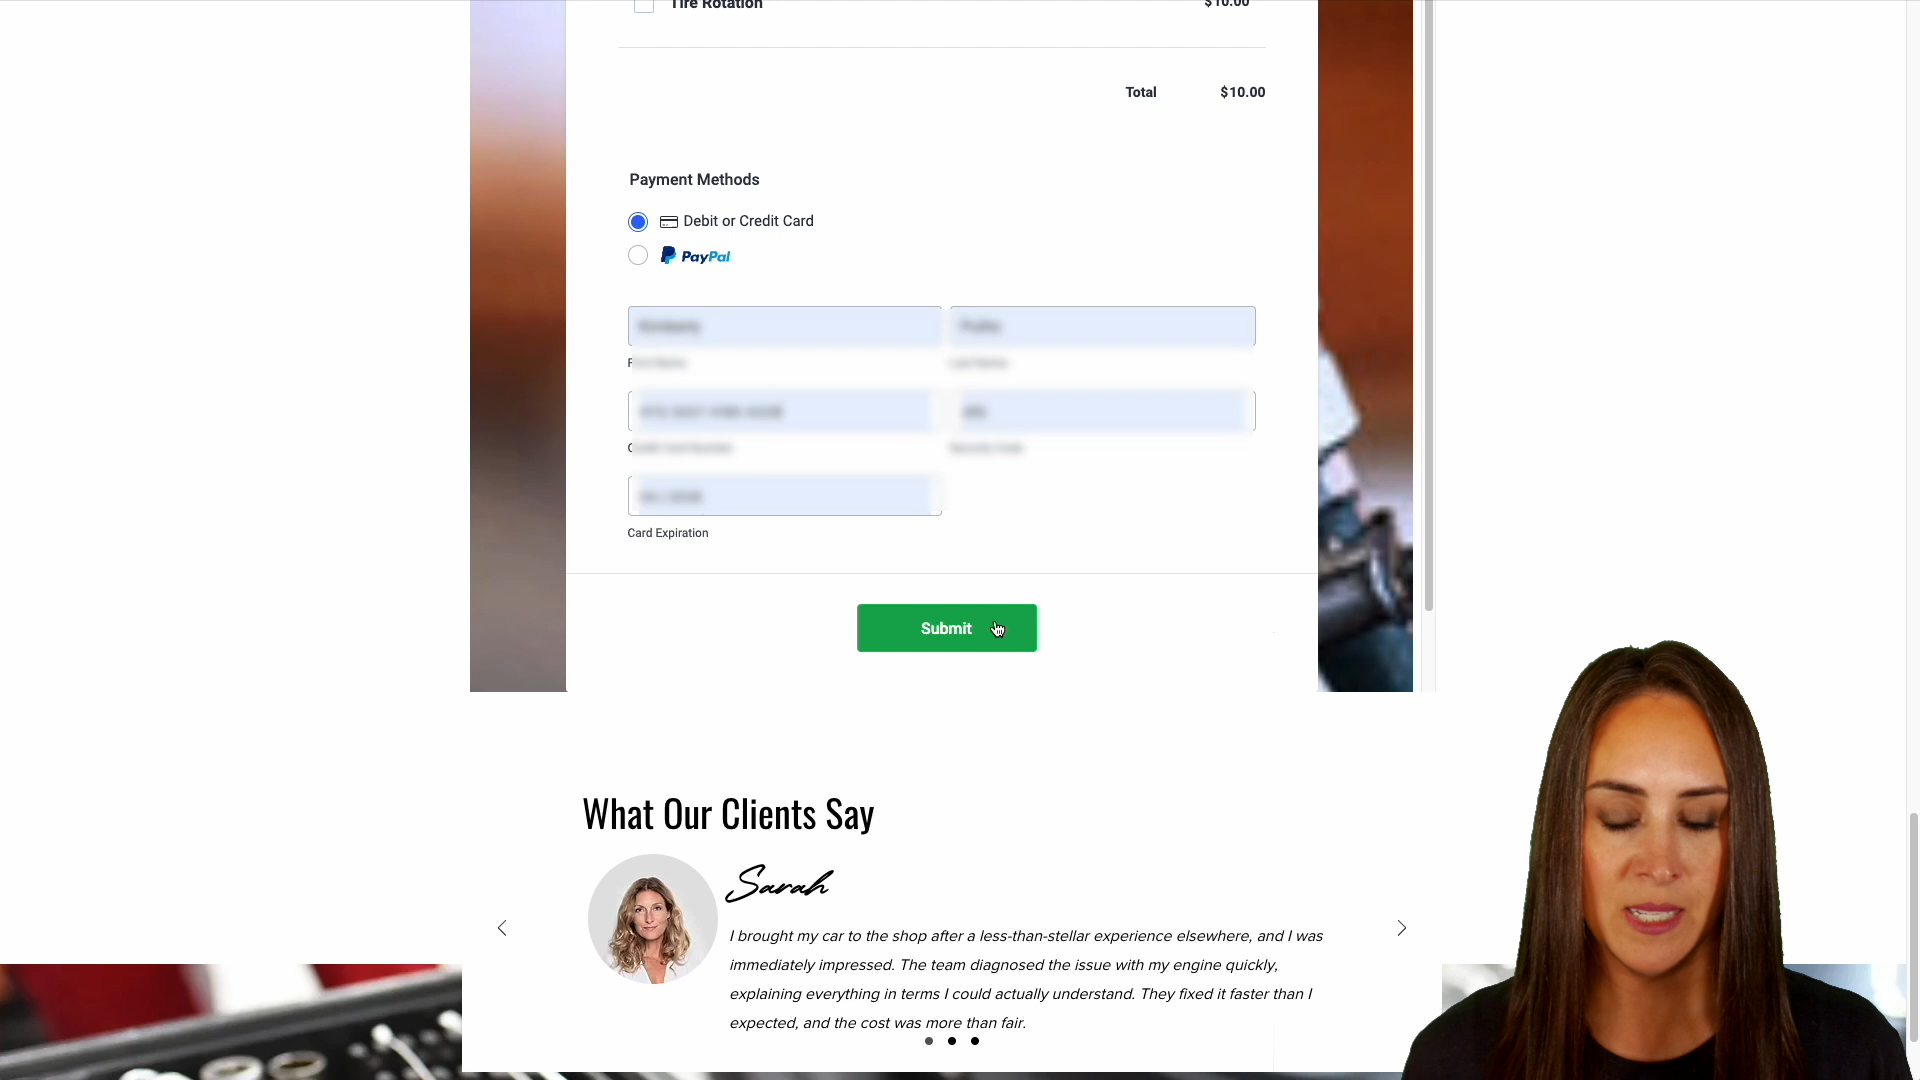 Tire Rotation $10.00
Total $10.00
Payment Methods
Debit or Credit Card
PayPal
Card Expiration
Submit
What Our Clients Say
Sarah
I brought my car to the shop after a less-than-stellar experience elsewhere, and I was
immediately impressed. The team diagnosed the issue with my engine quickly,
explaining everything in terms I could actually understand. They fixed it faster than I
expected, and the cost was more than fair.